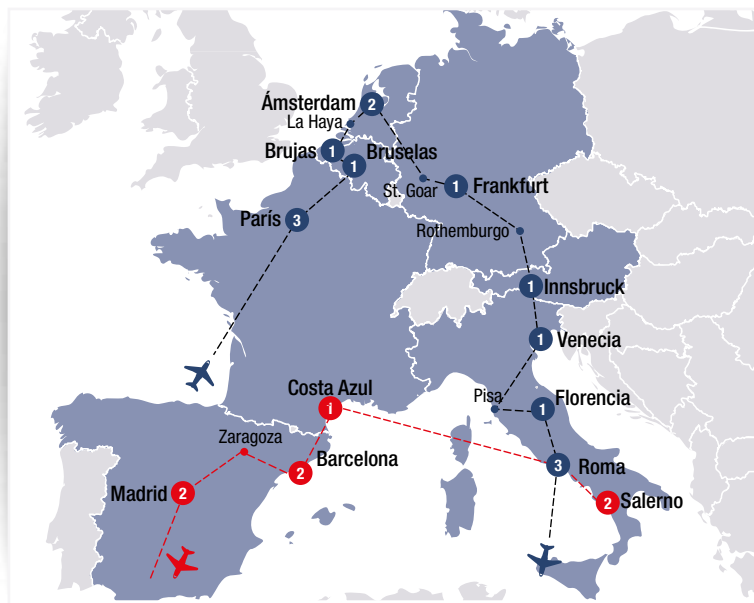 Ámsterdam 2
La Haya
Brujas 1
Bruselas
1
St. Goar
1 Frankfurt
París 3
Rothemburgo
1 Innsbruck
1 Venecia
Costa Azul
i
Pisa
Florencia
1
Zaragoza
Barcelona
2
3 Roma
Madrid 2
Salerno
2